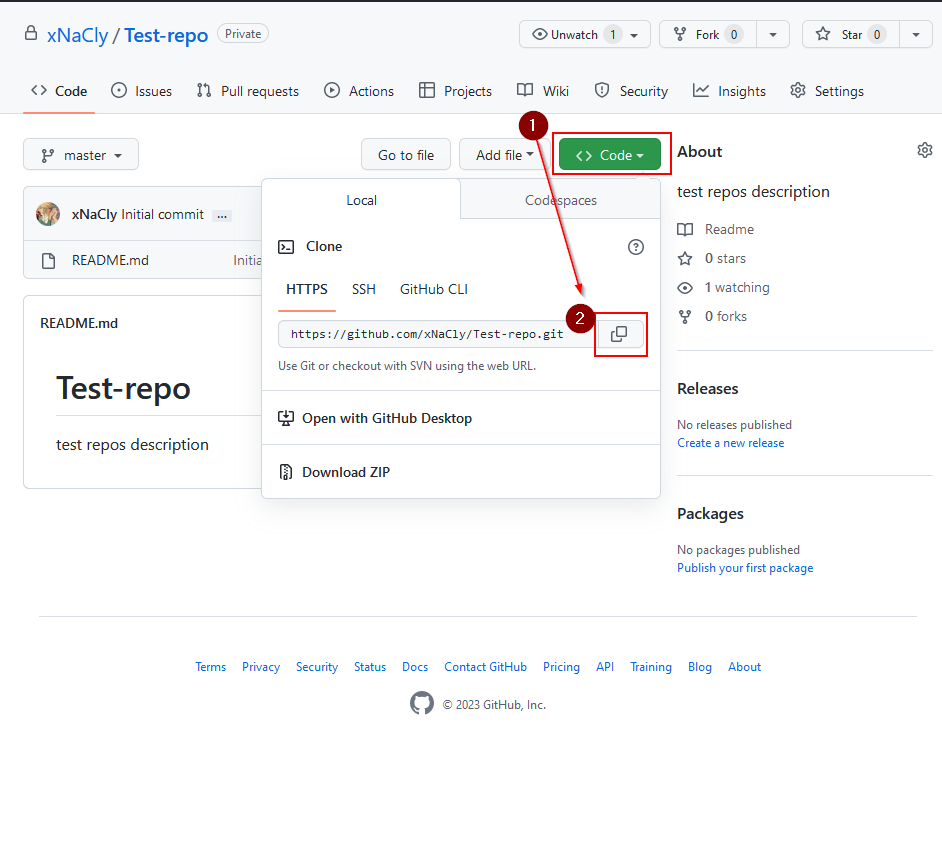 xNaCly / Test-repo Private Unwatch 1 Fork 0 Star 0
Code Issues Pull requests Actions Projects Wiki Security Insights Settings
1
master Go to file Add file Code
Local Codespaces
xNaCly Initial commit ...
README.md Initia
Clone
HTTPS SSH GitHub CLI
2
https://github.com/xNaCly/Test-repo.git
Use Git or checkout with SVN using the web URL.
Open with GitHub Desktop
Download ZIP
README.md
Test-repo
test repos description
About
test repos description
Readme
0 stars
1 watching
0 forks
Releases
No releases published
Create a new release
Packages
No packages published
Publish your first package
Terms Privacy Security Status Docs Contact GitHub Pricing API Training Blog About
© 2023 GitHub, Inc.